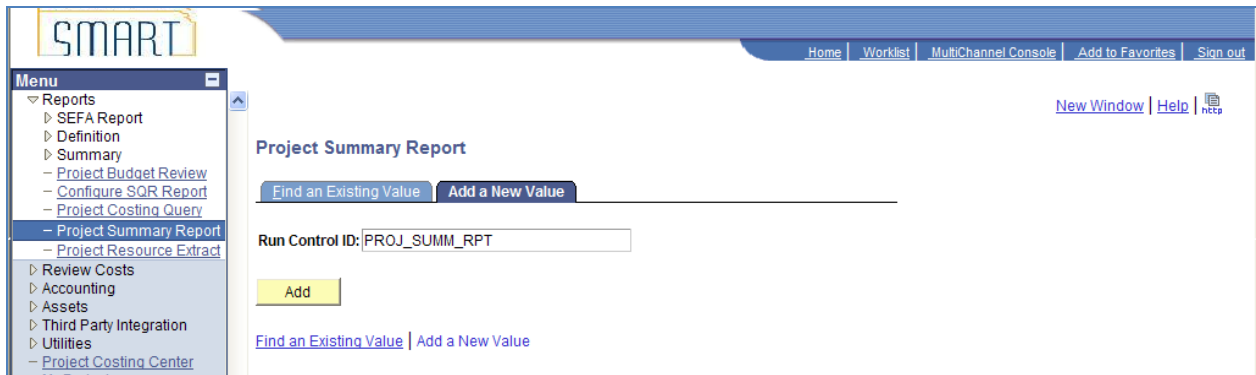 SMART
Home | Worklist | MultiChannel Console | Add to Favorites | Sign out
Menu
Reports
SEFA Report
Definition
Summary
Project Budget Review
Configure SQR Report
Project Costing Query
Project Summary Report
Project Resource Extract
Review Costs
Accounting
Assets
Third Party Integration
Utilities
Project Costing Center
New Window | Help | http
Project Summary Report
Find an Existing Value
Add a New Value
Run Control ID: PROJ_SUMM_RPT
Add
Find an Existing Value | Add a New Value